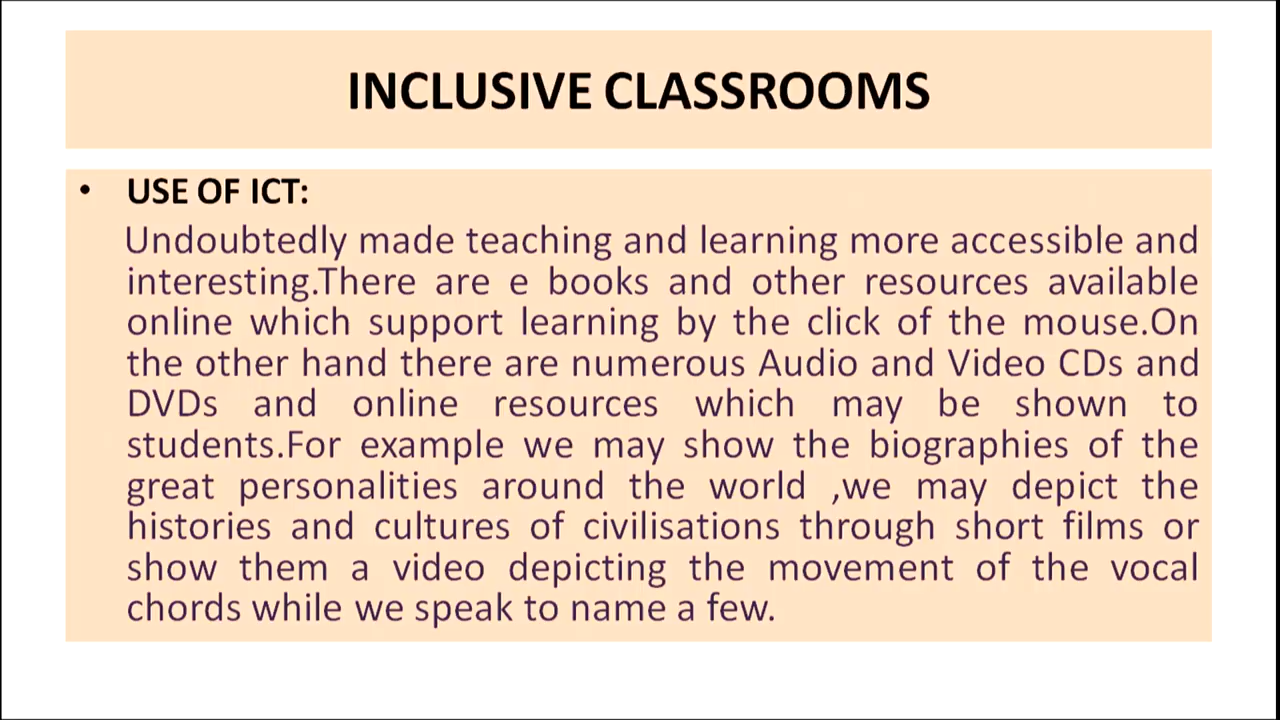 INCLUSIVE CLASSROOMS
• USE OF ICT:
Undoubtedly made teaching and learning more accessible and
interesting.There are e books and other resources available
online which support learning by the click of the mouse.On
the other hand there are numerous Audio and Video CDs and
DVDs and online resources which may be shown to
students.For example we may show the biographies of the
great personalities around the world ,we may depict the
histories and cultures of civilisations through short films or
show them a video depicting the movement of the vocal
chords while we speak to name a few.